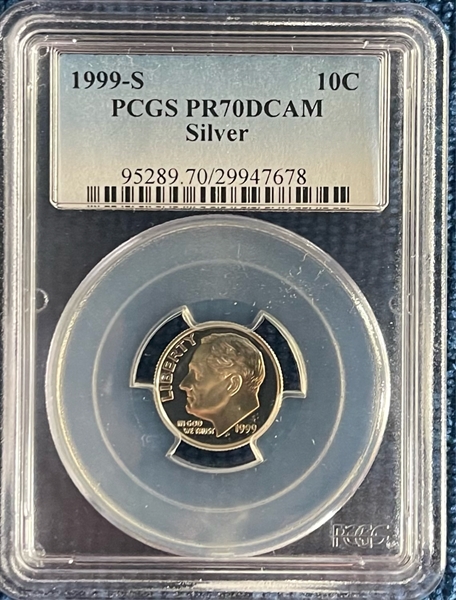 1999-S 10C
PCGS PR70DCAM
Silver
95289.70/29947678
LIBERTY
IN GOD
WE TRUST
1999
PCGS